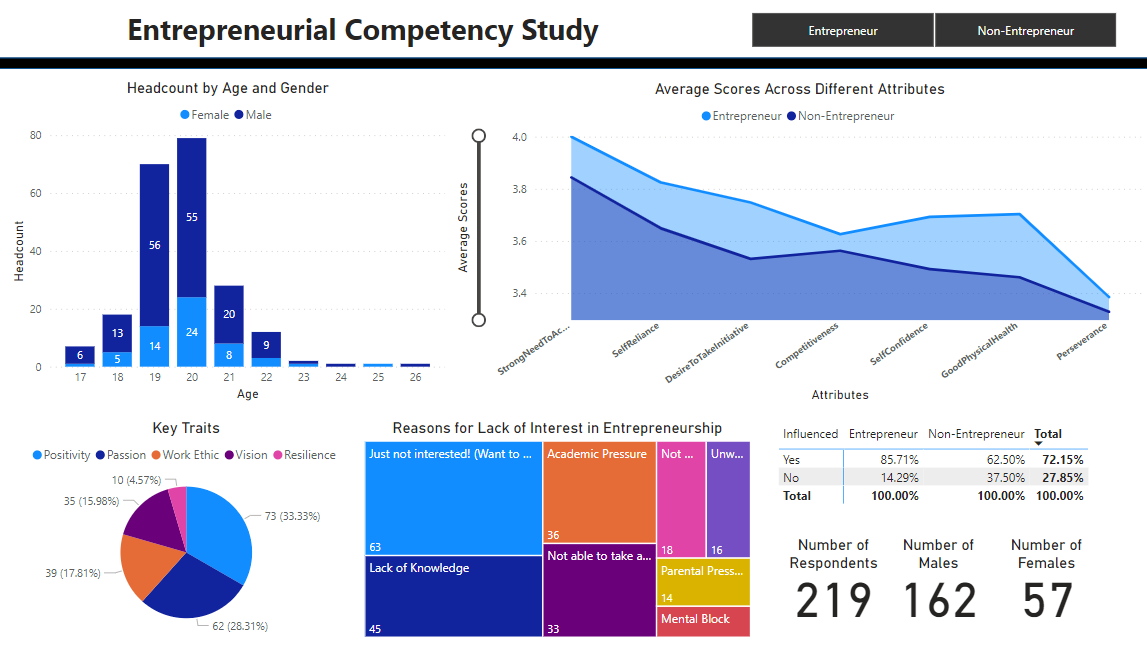 Entrepreneurial Competency Study
Entrepreneur
Non-Entrepreneur
Headcount by Age and Gender
Female Male
80
60
40
20
0
Headcount
6
13
5
56
14
55
24
20
8
9
17 18 19 20 21 22 23 24 25 26
Age
Average Scores Across Different Attributes
Entrepreneur Non-Entrepreneur
Average Scores
4.0
3.8
3.6
3.4
StrongNeedToAc...
SelfReliance
DesireToTakeInitiative
Competitiveness
SelfConfidence
GoodPhysicalHealth
Perseverance
Attributes
Key Traits
Positivity Passion Work Ethic Vision Resilience
10 (4.57%)
35 (15.98%)
73 (33.33%)
39 (17.81%)
62 (28.31%)
Reasons for Lack of Interest in Entrepreneurship
Just not interested! (Want to ...
63
Lack of Knowledge
45
Academic Pressure
36
Not able to take a...
33
Not ...
18
Unw...
16
Parental Press...
14
Mental Block
Influenced Entrepreneur Non-Entrepreneur Total
Yes 85.71% 62.50% 72.15%
No 14.29% 37.50% 27.85%
Total 100.00% 100.00% 100.00%
Number of Respondents
219
Number of Males
162
Number of Females
57